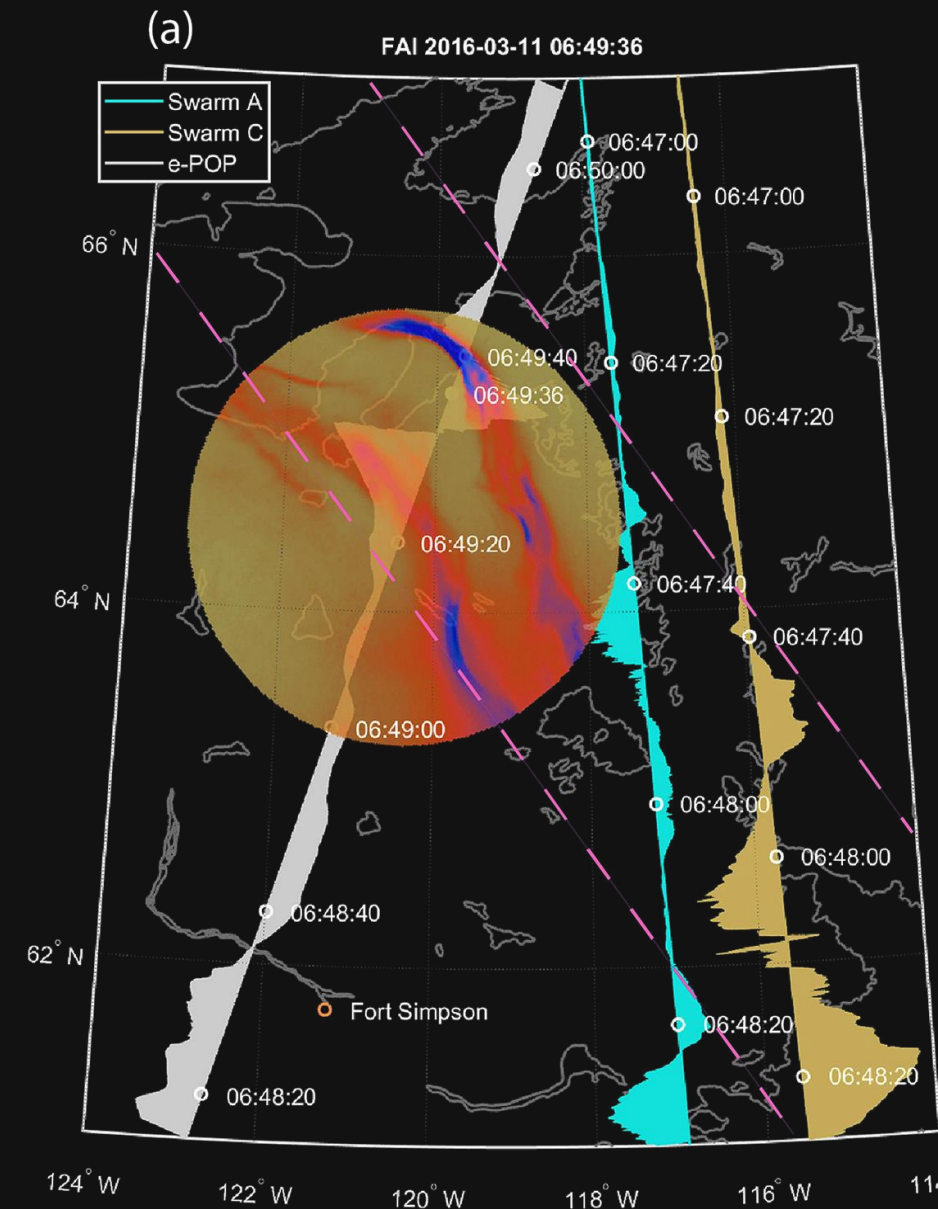 (a)
FAI 2016-03-11 06:49:36
Swarm A
Swarm C
e-POP
06:47:00
06:50:00
06:47:00
66° N
06:49:40
06:47:20
06:49:36
06:47:20
06:49:20
06:47:40
64° N
06:47:40
06:49:00
06:48:00
06:48:00
06:48:40
62° N
Fort Simpson
06:48:20
06:48:20
06:48:20
124° W
122° W
120° W
118° W
116° W
114